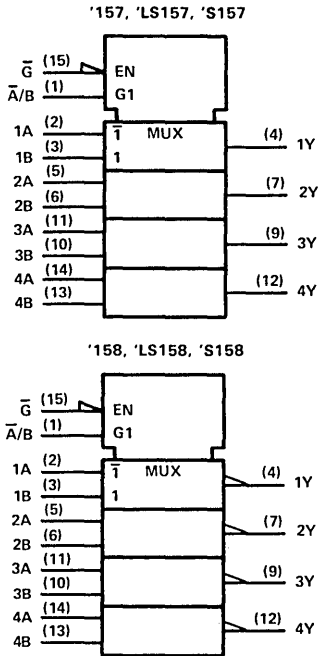 '157, 'LS157, 'S157
G̅ (15) EN
A̅/B (1) G1
1A (2) 1̅ MUX (4) 1Y
1B (3) 1
2A (5) (7) 2Y
2B (6)
3A (11) (9) 3Y
3B (10)
4A (14) (12) 4Y
4B (13)
'158, 'LS158, 'S158
G̅ (15) EN
A̅/B (1) G1
1A (2) 1̅ MUX (4) 1Y
1B (3) 1
2A (5) (7) 2Y
2B (6)
3A (11) (9) 3Y
3B (10)
4A (14) (12) 4Y
4B (13)